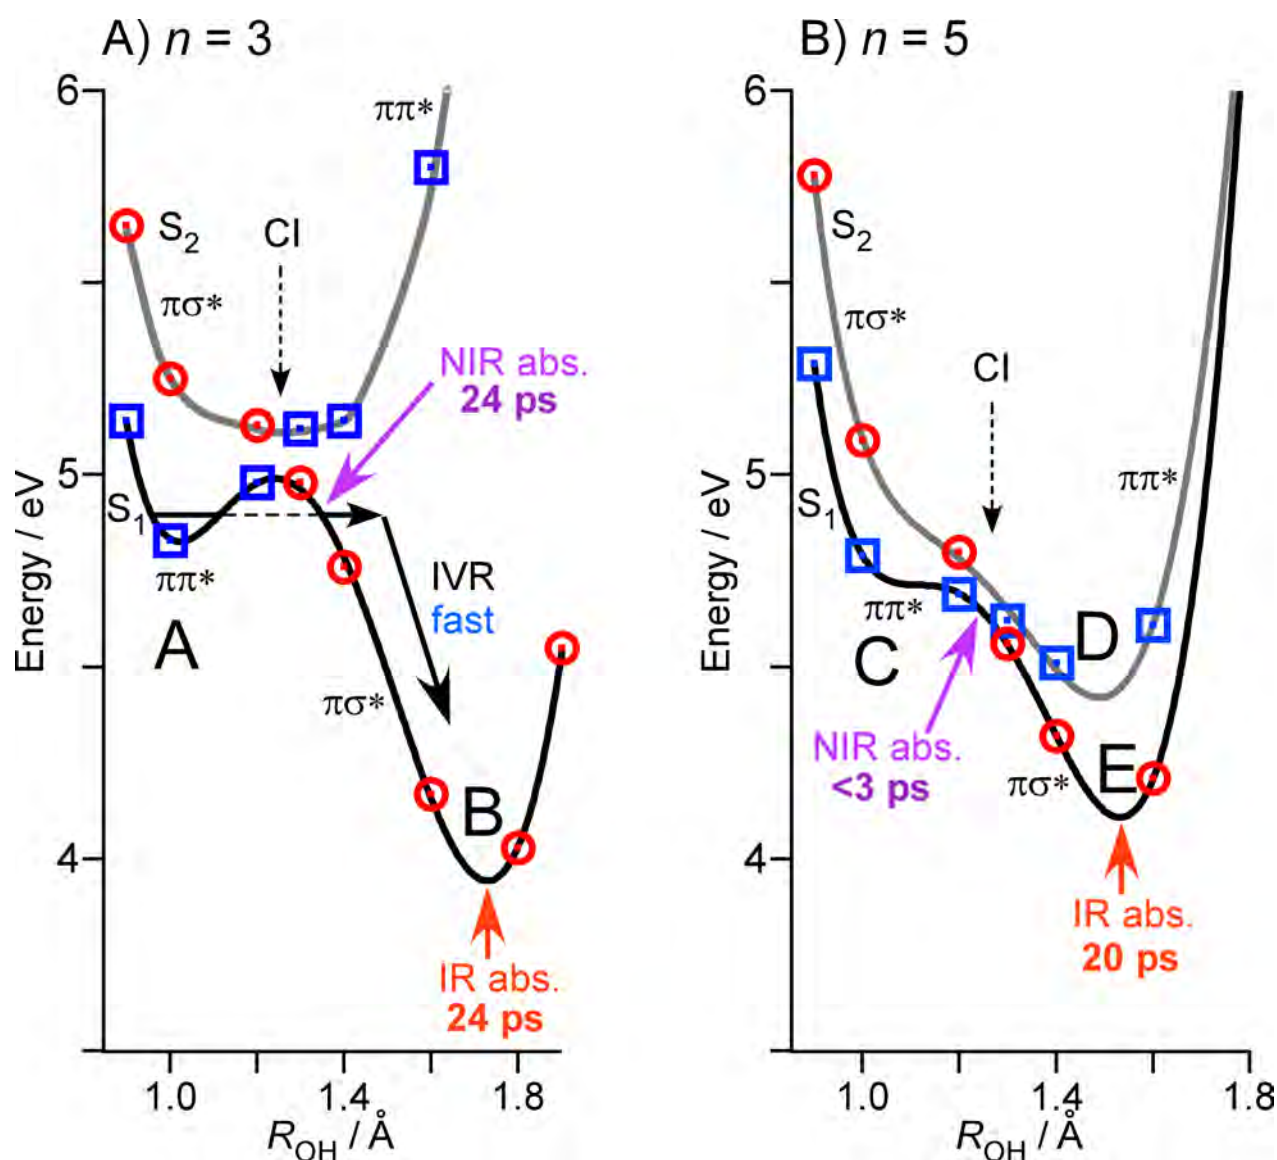 A) n = 3
6
5
4
Energy / eV
ππ*
S2
CI
πσ*
NIR abs.
24 ps
S1
ππ*
IVR
fast
A
πσ*
B
IR abs.
24 ps
1.0
1.4
1.8
ROH / Å
B) n = 5
6
5
4
Energy / eV
S2
πσ*
CI
ππ*
S1
ππ*
C
D
NIR abs.
<3 ps
πσ*
E
IR abs.
20 ps
1.0
1.4
1.8
ROH / Å